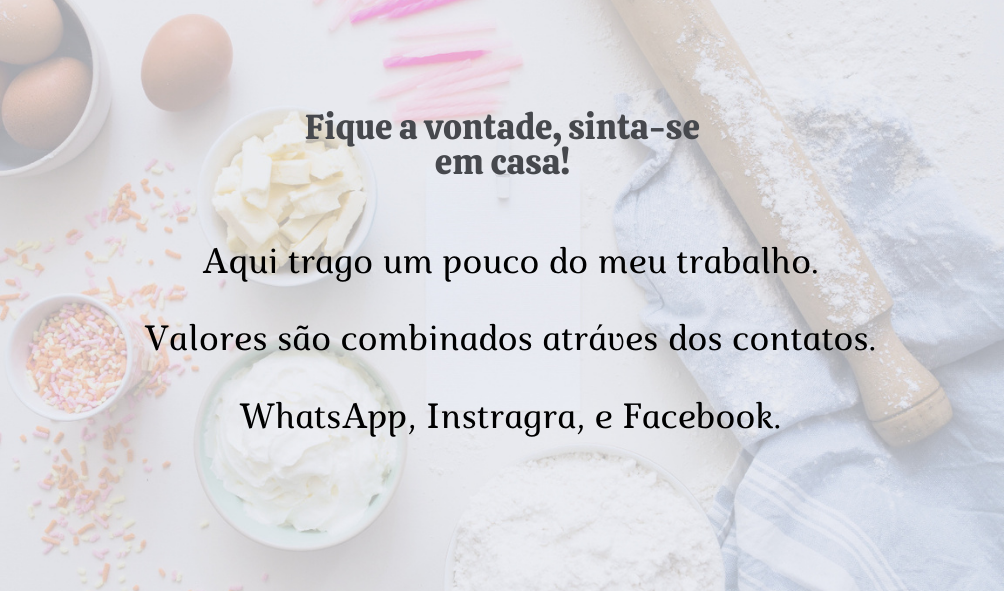 Fique a vontade, sinta-se
em casa!
Aqui trago um pouco do meu trabalho.
Valores são combinados atráves dos contatos.
WhatsApp, Instragra, e Facebook.